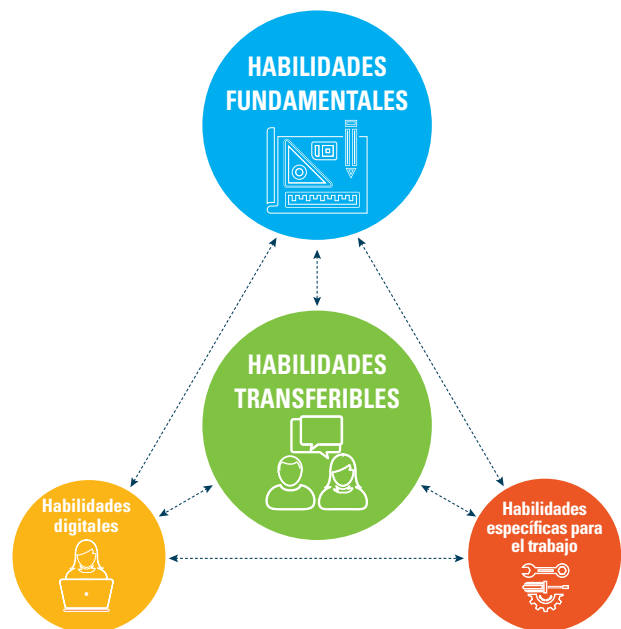 HABILIDADES
FUNDAMENTALES
HABILIDADES
TRANSFERIBLES
Habilidades
digitales
Habilidades
específicas para
el trabajo